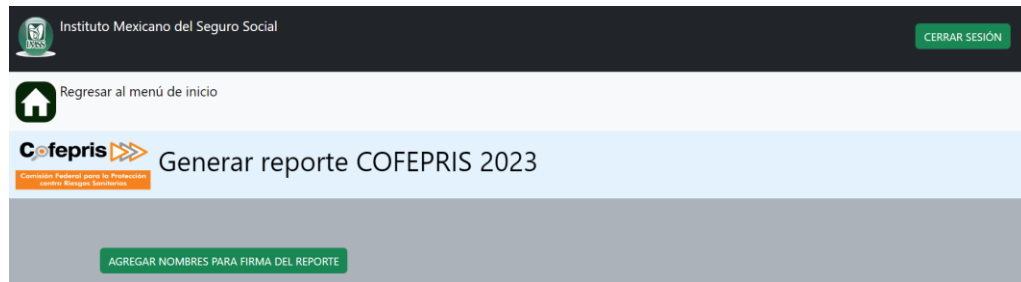 Instituto Mexicano del Seguro Social
CERRAR SESIÓN
IMSS
Regresar al menú de inicio
Cofepris
Comisión Federal para la Protección
contra Riesgos Sanitarios
Generar reporte COFEPRIS 2023
AGREGAR NOMBRES PARA FIRMA DEL REPORTE